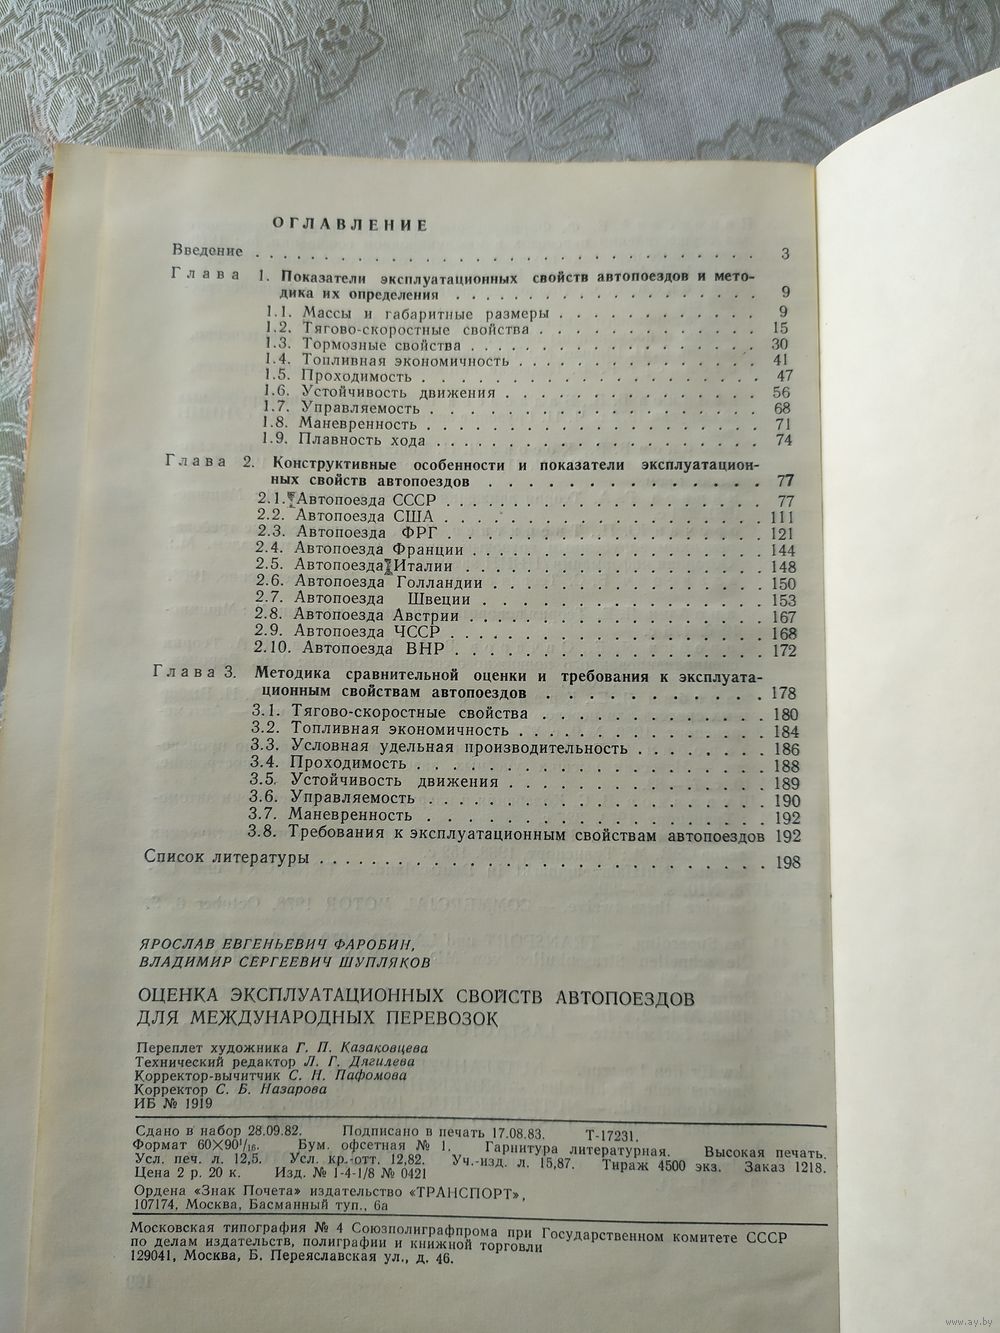 ОГЛАВЛЕНИЕ
Введение . . . . . . . . . . . . . . . . . . . . . . . . . . . . 3
Глава 1. Показатели эксплуатационных свойств автопоездов и мето-
дика их определения . . . . . . . . . . . . . . . . . . . 9
1.1. Массы и габаритные размеры . . . . . . . . . . . . 9
1.2. Тягово-скоростные свойства . . . . . . . . . . . . . 15
1.3. Тормозные свойства . . . . . . . . . . . . . . . . . 30
1.4. Топливная экономичность . . . . . . . . . . . . . . 41
1.5. Проходимость . . . . . . . . . . . . . . . . . . . . 47
1.6. Устойчивость движения . . . . . . . . . . . . . . . 56
1.7. Управляемость . . . . . . . . . . . . . . . . . . . . 68
1.8. Маневренность . . . . . . . . . . . . . . . . . . . . 71
1.9. Плавность хода . . . . . . . . . . . . . . . . . . . 74
Глава 2. Конструктивные особенности и показатели эксплуатацион-
ных свойств автопоездов . . . . . . . . . . . . . . 77
2.1. Автопоезда СССР . . . . . . . . . . . . . . . . . . 77
2.2. Автопоезда США . . . . . . . . . . . . . . . . . . 111
2.3. Автопоезда ФРГ . . . . . . . . . . . . . . . . . . 121
2.4. Автопоезда Франции . . . . . . . . . . . . . . . . 144
2.5. Автопоезда Италии . . . . . . . . . . . . . . . . . 148
2.6. Автопоезда Голландии . . . . . . . . . . . . . . . 150
2.7. Автопоезда Швеции . . . . . . . . . . . . . . . . 153
2.8. Автопоезда Австрии . . . . . . . . . . . . . . . . 167
2.9. Автопоезда ЧССР . . . . . . . . . . . . . . . . . . 168
2.10. Автопоезда ВНР . . . . . . . . . . . . . . . . . . 172
Глава 3. Методика сравнительной оценки и требования к эксплуата-
ционным свойствам автопоездов . . . . . . . . . . . 178
3.1. Тягово-скоростные свойства . . . . . . . . . . . . 180
3.2. Топливная экономичность . . . . . . . . . . . . . 184
3.3. Условная удельная производительность . . . . . . . 186
3.4. Проходимость . . . . . . . . . . . . . . . . . . . 188
3.5. Устойчивость движения . . . . . . . . . . . . . . 189
3.6. Управляемость . . . . . . . . . . . . . . . . . . 190
3.7. Маневренность . . . . . . . . . . . . . . . . . . 192
3.8. Требования к эксплуатационным свойствам автопоездов 192
Список литературы . . . . . . . . . . . . . . . . . . . . . . . 198
ЯРОСЛАВ ЕВГЕНЬЕВИЧ ФАРОБИН,
ВЛАДИМИР СЕРГЕЕВИЧ ШУПЛЯКОВ
ОЦЕНКА ЭКСПЛУАТАЦИОННЫХ СВОЙСТВ АВТОПОЕЗДОВ
ДЛЯ МЕЖДУНАРОДНЫХ ПЕРЕВОЗОК
Переплет художника Г. П. Казаковцева
Технический редактор Л. Г. Дягилева
Корректор-вычитчик С. Н. Пафомова
Корректор С. Б. Назарова
ИБ № 1919
Сдано в набор 28.09.82. Подписано в печать 17.08.83. Т-17231.
Формат 60×90¹/₁₆. Бум. офсетная № 1. Гарнитура литературная. Высокая печать.
Усл. печ. л. 12,5. Усл. кр.-отт. 12,82. Уч.-изд. л. 15,87. Тираж 4500 экз. Заказ 1218.
Цена 2 р. 20 к. Изд. № 1-4-1/8 № 0421
Ордена «Знак Почета» издательство «ТРАНСПОРТ»,
107174, Москва, Басманный туп., 6а
Московская типография № 4 Союзполиграфпрома при Государственном комитете СССР
по делам издательств, полиграфии и книжной торговли
129041, Москва, Б. Переяславская ул., д. 46.
www.ay.by